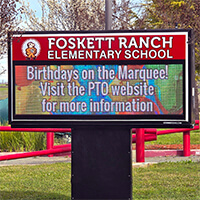 FOSKETT RANCH
ELEMENTARY SCHOOL
Birthdays on the Marquee!
Visit the PTO website
for more information